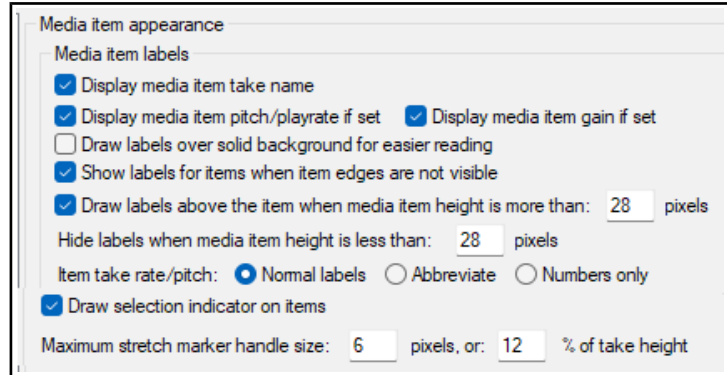 Media item appearance
Media item labels
Display media item take name
Display media item pitch/playrate if set Display media item gain if set
Draw labels over solid background for easier reading
Show labels for items when item edges are not visible
Draw labels above the item when media item height is more than: 28 pixels
Hide labels when media item height is less than: 28 pixels
Item take rate/pitch: Normal labels Abbreviate Numbers only
Draw selection indicator on items
Maximum stretch marker handle size: 6 pixels, or: 12 % of take height